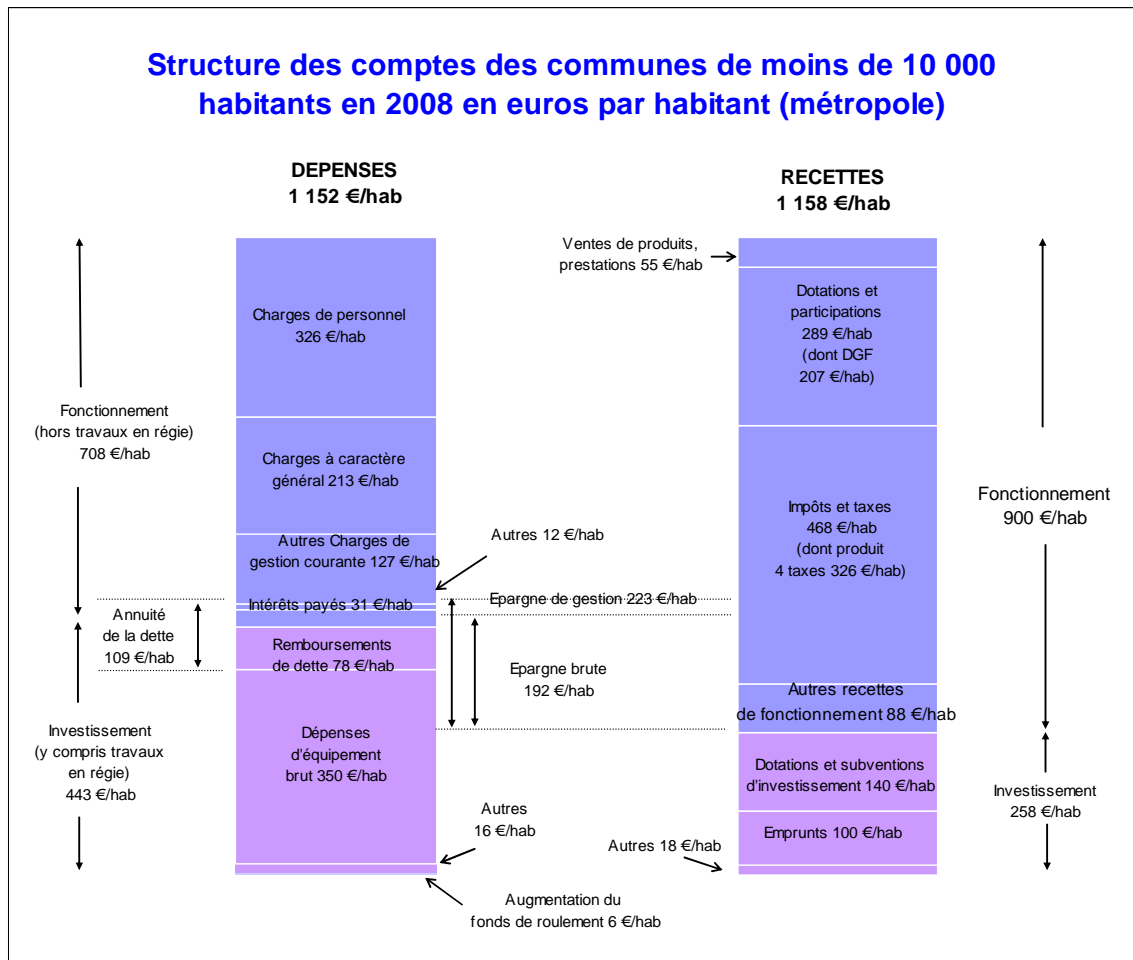 Structure des comptes des communes de moins de 10 000
habitants en 2008 en euros par habitant (métropole)
DEPENSES
1 152 €/hab
RECETTES
1 158 €/hab
Fonctionnement
(hors travaux en régie)
708 €/hab
Annuité
de la dette
109 €/hab
Investissement
(y compris travaux
en régie)
443 €/hab
Charges de personnel
326 €/hab
Charges à caractère
général 213 €/hab
Autres Charges de
gestion courante 127 €/hab
Intérêts payés 31 €/hab
Remboursements
de dette 78 €/hab
Dépenses
d'équipement
brut 350 €/hab
Autres 12 €/hab
Epargne de gestion 223 €/hab
Epargne brute
192 €/hab
Autres
16 €/hab
Augmentation du
fonds de roulement 6 €/hab
Ventes de produits,
prestations 55 €/hab
Dotations et
participations
289 €/hab
(dont DGF
207 €/hab)
Impôts et taxes
468 €/hab
(dont produit
4 taxes 326 €/hab)
Autres recettes
de fonctionnement 88 €/hab
Dotations et subventions
d'investissement 140 €/hab
Emprunts 100 €/hab
Autres 18 €/hab
Fonctionnement
900 €/hab
Investissement
258 €/hab